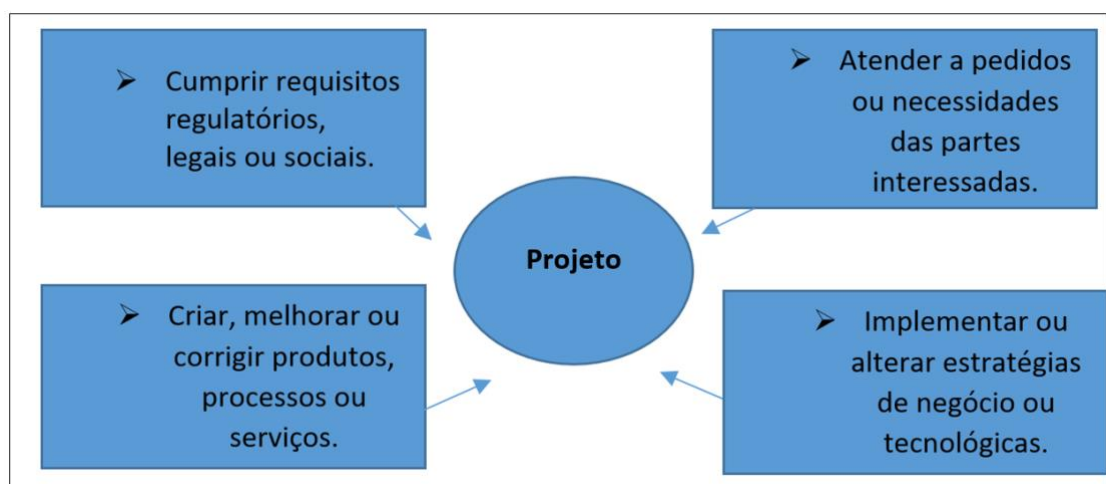 ➢ Cumprir requisitos
regulatórios,
legais ou sociais.
➢ Atender a pedidos
ou necessidades
das partes
interessadas.
Projeto
➢ Criar, melhorar ou
corrigir produtos,
processos ou
serviços.
➢ Implementar ou
alterar estratégias
de negócio ou
tecnológicas.